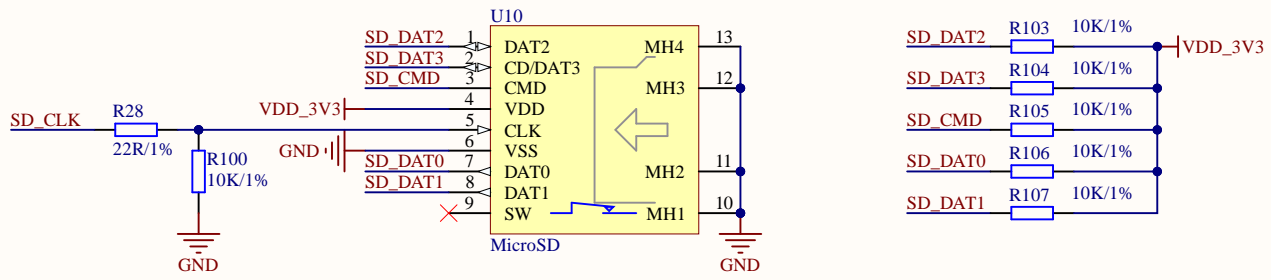 U10
SD_DAT2 1 DAT2 MH4 13
SD_DAT3 2 CD/DAT3
SD_CMD 3 CMD MH3 12
VDD_3V3 4 VDD
SD_CLK R28 22R/1% 5 CLK
GND 6 VSS
R100 10K/1%
SD_DAT0 7 DAT0 MH2 11
SD_DAT1 8 DAT1
9 SW MH1 10
MicroSD
GND
GND
SD_DAT2 R103 10K/1% VDD_3V3
SD_DAT3 R104 10K/1%
SD_CMD R105 10K/1%
SD_DAT0 R106 10K/1%
SD_DAT1 R107 10K/1%